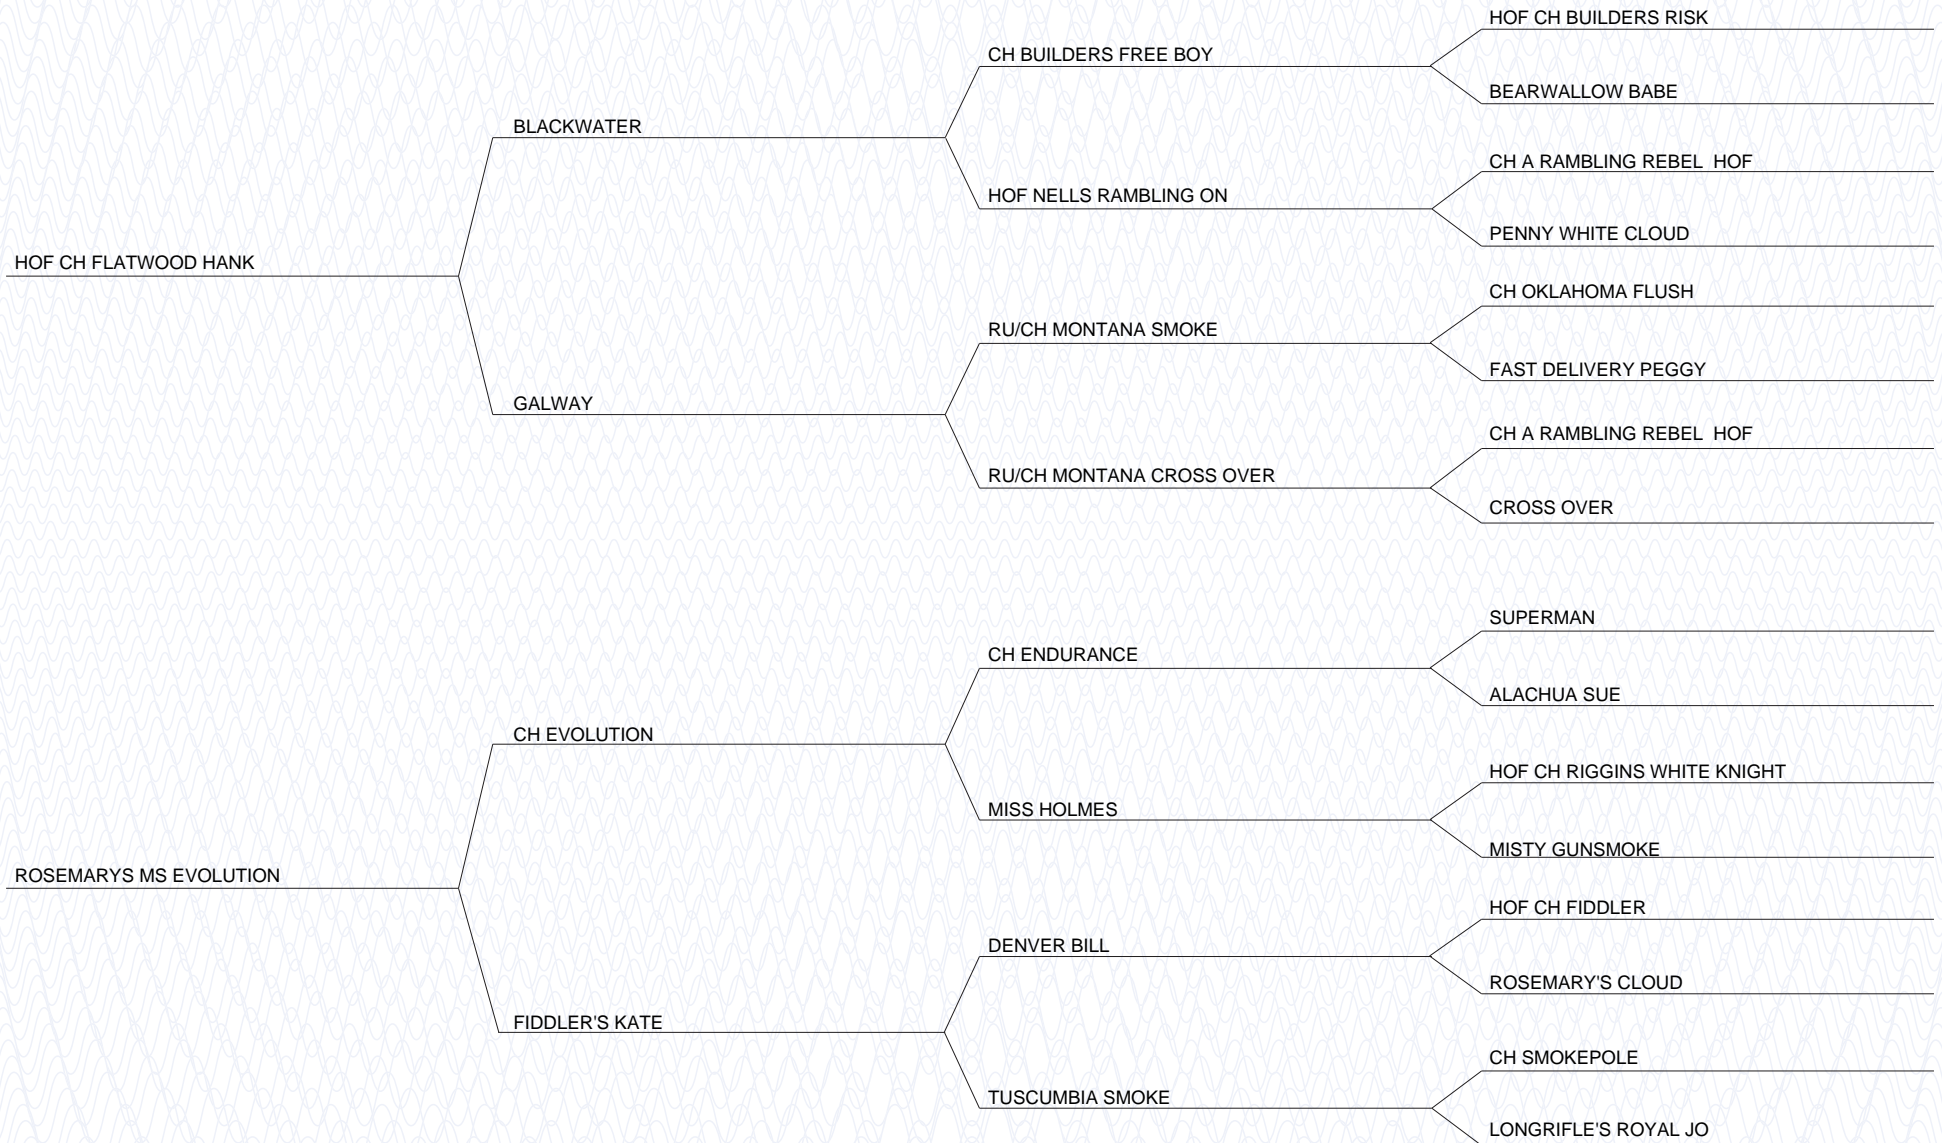 HOF CH BUILDERS RISK
CH BUILDERS FREE BOY
BEARWALLOW BABE
BLACKWATER
CH A RAMBLING REBEL  HOF
HOF NELLS RAMBLING ON
PENNY WHITE CLOUD
HOF CH FLATWOOD HANK
CH OKLAHOMA FLUSH
RU/CH MONTANA SMOKE
FAST DELIVERY PEGGY
GALWAY
CH A RAMBLING REBEL  HOF
RU/CH MONTANA CROSS OVER
CROSS OVER
SUPERMAN
CH ENDURANCE
ALACHUA SUE
CH EVOLUTION
HOF CH RIGGINS WHITE KNIGHT
MISS HOLMES
MISTY GUNSMOKE
ROSEMARYS MS EVOLUTION
HOF CH FIDDLER
DENVER BILL
ROSEMARY'S CLOUD
FIDDLER'S KATE
CH SMOKEPOLE
TUSCUMBIA SMOKE
LONGRIFLE'S ROYAL JO